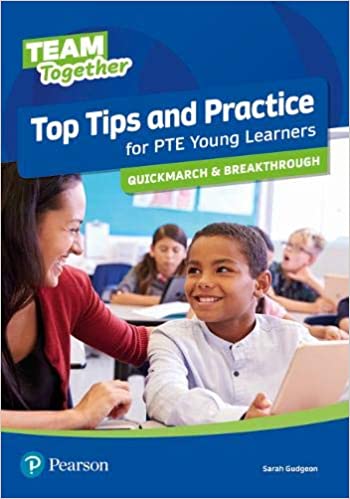 TEAM
Together
Top Tips and Practice
for PTE Young Learners
QUICKMARCH & BREAKTHROUGH
Pearson
Sarah Gudgeon